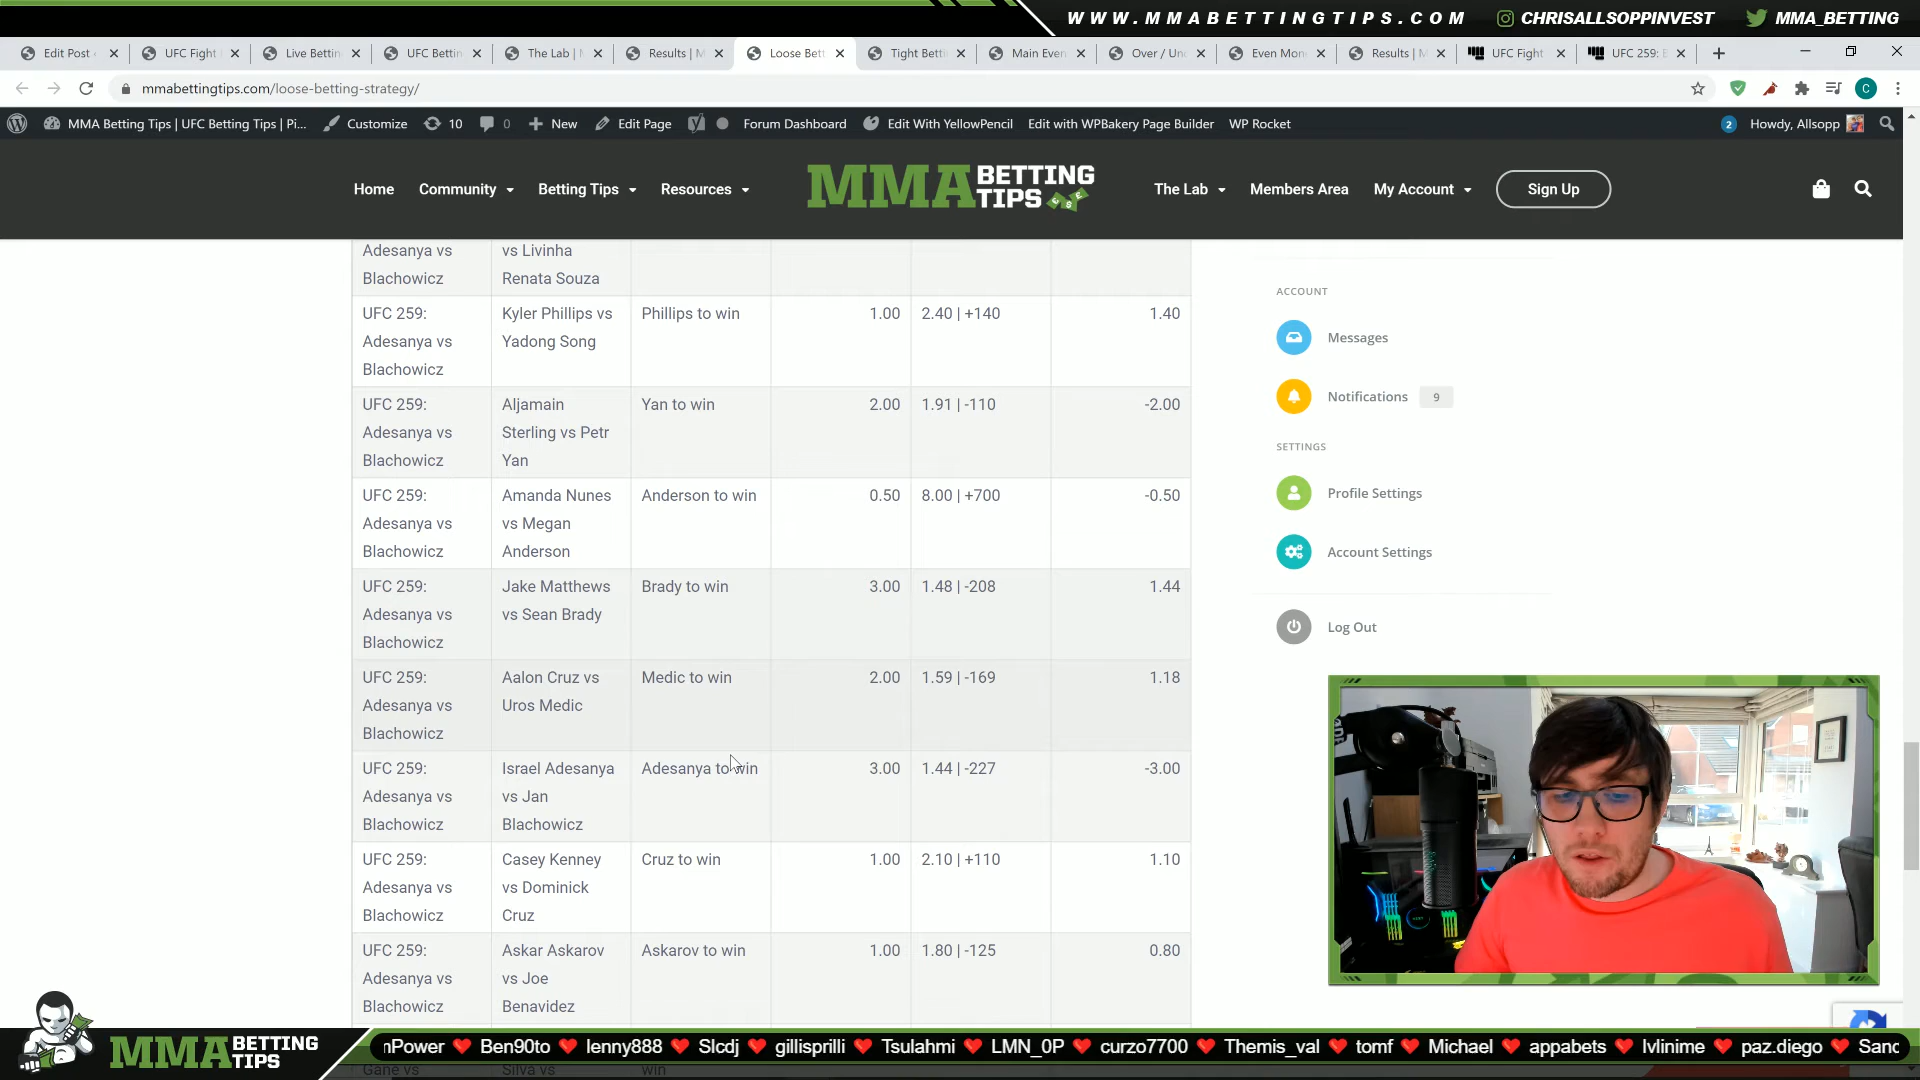 WWW.MMABETTINGTIPS.COM CHRISALLSOPPINVEST MMA_BETTING
Edit Post UFC Fight Live Bettin UFC Bettin The Lab | Results | M Loose Bett Tight Betti Main Even Over / Un Even Mon Results | M UFC Fight UFC 259:
mmabettingtips.com/loose-betting-strategy/
MMA Betting Tips | UFC Betting Tips | Pi... Customize 10 0 New Edit Page Forum Dashboard Edit With YellowPencil Edit with WPBakery Page Builder WP Rocket 2 Howdy, Allsopp
Home Community Betting Tips Resources MMA BETTING TIPS The Lab Members Area My Account Sign Up
Adesanya vs vs Livinha
Blachowicz Renata Souza
UFC 259: Kyler Phillips vs Phillips to win 1.00 2.40 | +140 1.40
Adesanya vs Yadong Song
Blachowicz
UFC 259: Aljamain Yan to win 2.00 1.91 | -110 -2.00
Adesanya vs Sterling vs Petr
Blachowicz Yan
UFC 259: Amanda Nunes Anderson to win 0.50 8.00 | +700 -0.50
Adesanya vs vs Megan
Blachowicz Anderson
UFC 259: Jake Matthews Brady to win 3.00 1.48 | -208 1.44
Adesanya vs vs Sean Brady
Blachowicz
UFC 259: Aalon Cruz vs Medic to win 2.00 1.59 | -169 1.18
Adesanya vs Uros Medic
Blachowicz
UFC 259: Israel Adesanya Adesanya to win 3.00 1.44 | -227 -3.00
Adesanya vs vs Jan
Blachowicz Blachowicz
UFC 259: Casey Kenney Cruz to win 1.00 2.10 | +110 1.10
Adesanya vs vs Dominick
Blachowicz Cruz
UFC 259: Askar Askarov Askarov to win 1.00 1.80 | -125 0.80
Adesanya vs vs Joe
Blachowicz Benavidez
Gane vs Silva vs win
ACCOUNT
Messages
Notifications 9
SETTINGS
Profile Settings
Account Settings
Log Out
MMA BETTING TIPS
nPower Ben90to lenny888 Slcdj gillisprilli Tsulahmi LMN_0P curzo7700 Themis_val tomf Michael appabets lvlinime paz.diego Sanc